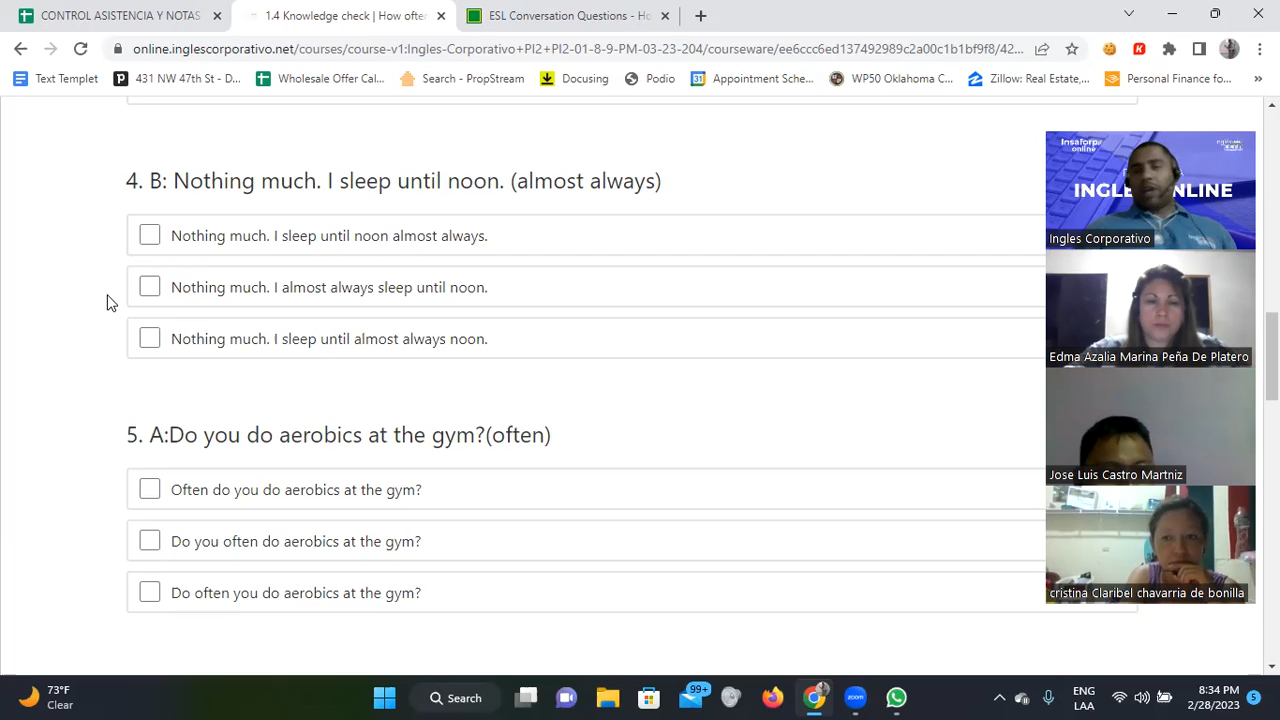 CONTROL ASISTENCIA Y NOTAS
1.4 Knowledge check | How ofte
ESL Conversation Questions - Ho
online.inglescorporativo.net/courses/course-v1:Ingles-Corporativo+PI2+PI2-01-8-9-PM-03-23-204/courseware/ee6ccc6ed137492989c2a00c1b1bf9f8/42...
Text Templet
431 NW 47th St - D...
Wholesale Offer Cal...
Search - PropStream
Docusing
Podio
Appointment Sche...
WP50 Oklahoma C...
Zillow: Real Estate,...
Personal Finance fo...
4. B: Nothing much. I sleep until noon. (almost always)
Nothing much. I sleep until noon almost always.
Nothing much. I almost always sleep until noon.
Nothing much. I sleep until almost always noon.
5. A:Do you do aerobics at the gym?(often)
Often do you do aerobics at the gym?
Do you often do aerobics at the gym?
Do often you do aerobics at the gym?
online
Ingles Corporativo
Edma Azalia Marina Peña De Platero
Jose Luis Castro Martniz
cristina Claribel chavarria de bonilla
73°F
Clear
Search
99+
ENG
LAA
8:34 PM
2/28/2023
5